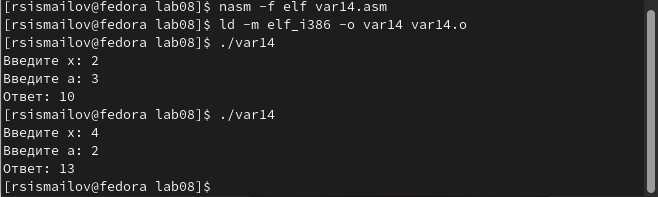 [rsismailov@fedora lab08]$ nasm -f elf var14.asm
[rsismailov@fedora lab08]$ ld -m elf_i386 -o var14 var14.o
[rsismailov@fedora lab08]$ ./var14
Введите x: 2
Введите a: 3
Ответ: 10
[rsismailov@fedora lab08]$ ./var14
Введите x: 4
Введите a: 2
Ответ: 13
[rsismailov@fedora lab08]$